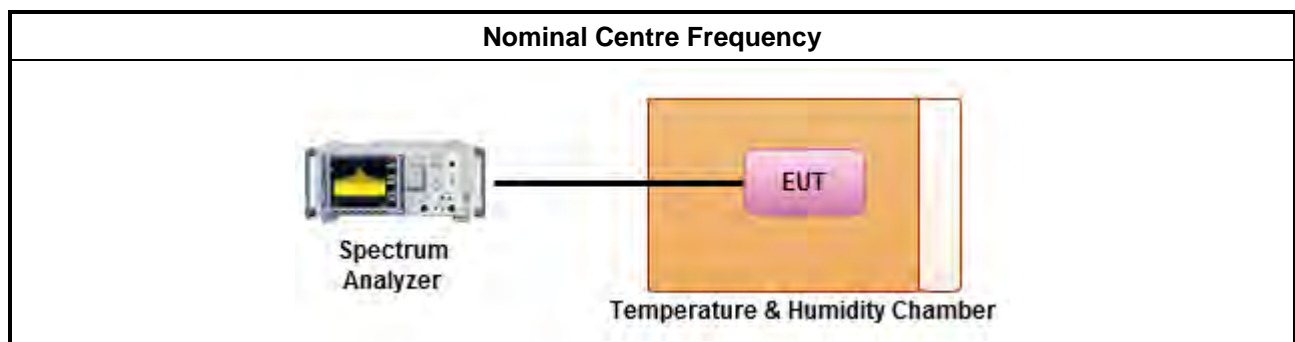 Nominal Centre Frequency
EUT
Spectrum
Analyzer
Temperature & Humidity Chamber